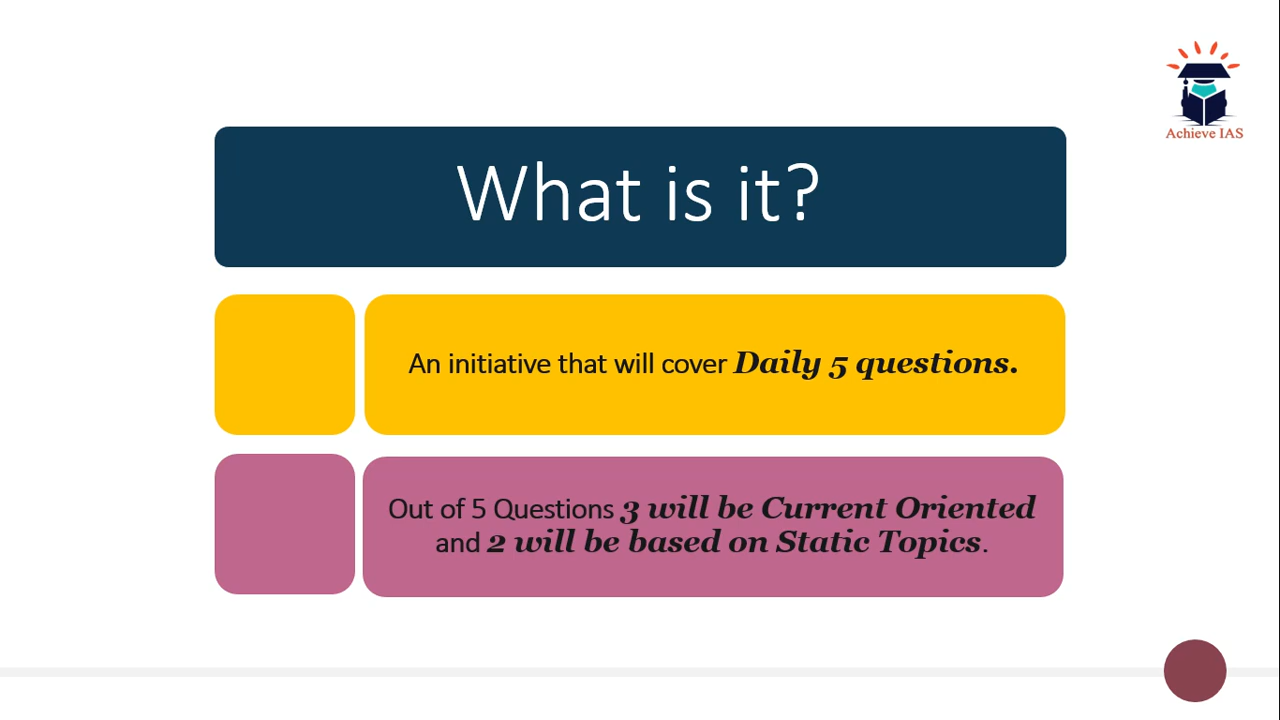 Achieve IAS
What is it?
An initiative that will cover Daily 5 questions.
Out of 5 Questions 3 will be Current Oriented
and 2 will be based on Static Topics.